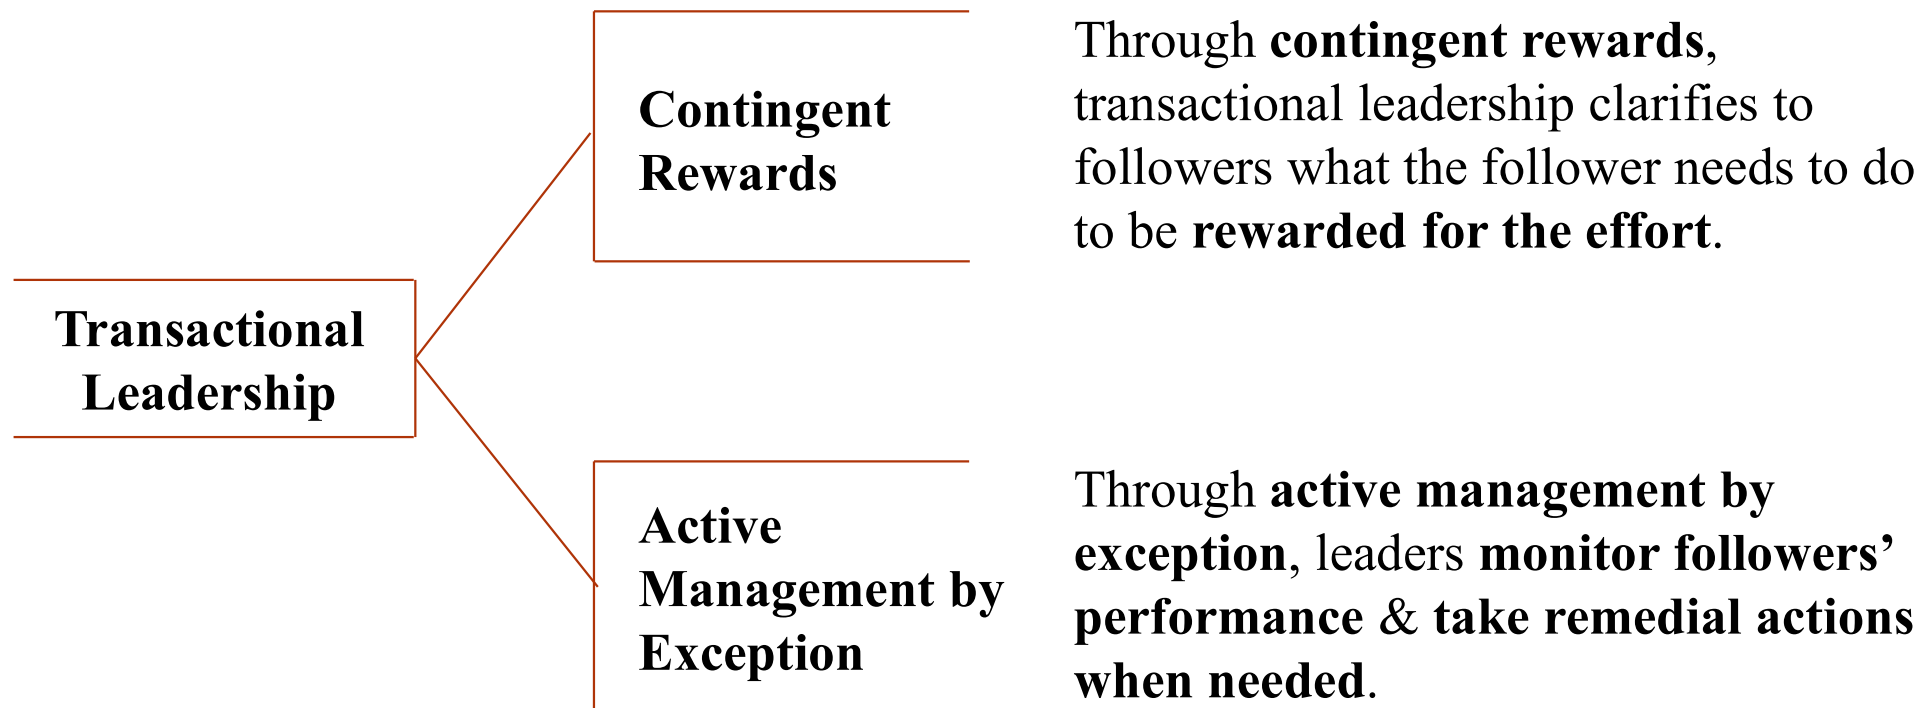 Transactional
Leadership
Contingent
Rewards
Through contingent rewards,
transactional leadership clarifies to
followers what the follower needs to do
to be rewarded for the effort.
Active
Management by
Exception
Through active management by
exception, leaders monitor followers’
performance & take remedial actions
when needed.